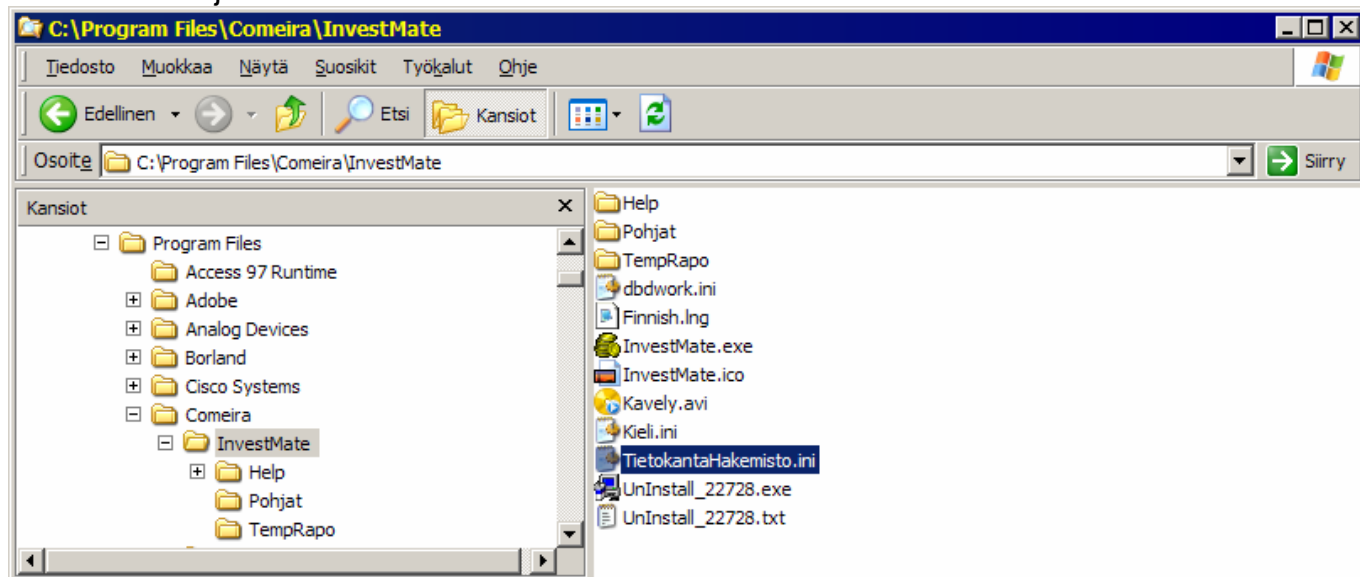 C:\Program Files\Comeira\InvestMate
Tiedosto Muokkaa Näytä Suosikit Työkalut Ohje
Edellinen Etsi Kansiot
Osoite C:\Program Files\Comeira\InvestMate Siirry
Kansiot
Program Files
Access 97 Runtime
Adobe
Analog Devices
Borland
Cisco Systems
Comeira
InvestMate
Help
Pohjat
TempRapo
Help
Pohjat
TempRapo
dbdwork.ini
Finnish.lng
InvestMate.exe
InvestMate.ico
Kavely.avi
Kieli.ini
TietokantaHakemisto.ini
UnInstall_22728.exe
UnInstall_22728.txt